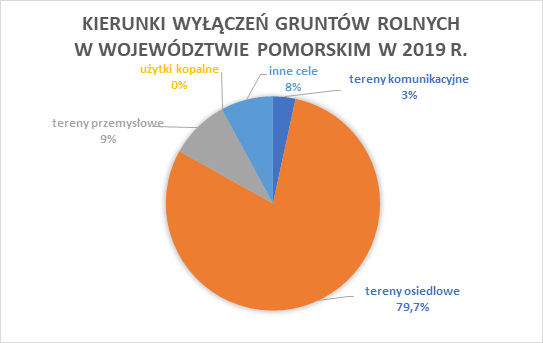 KIERUNKI WYŁĄCZEŃ GRUNTÓW ROLNYCH
W WOJEWÓDZTWIE POMORSKIM W 2019 R.
użytki kopalne
0%
inne cele
8%
tereny komunikacyjne
3%
tereny przemysłowe
9%
tereny osiedlowe
79,7%